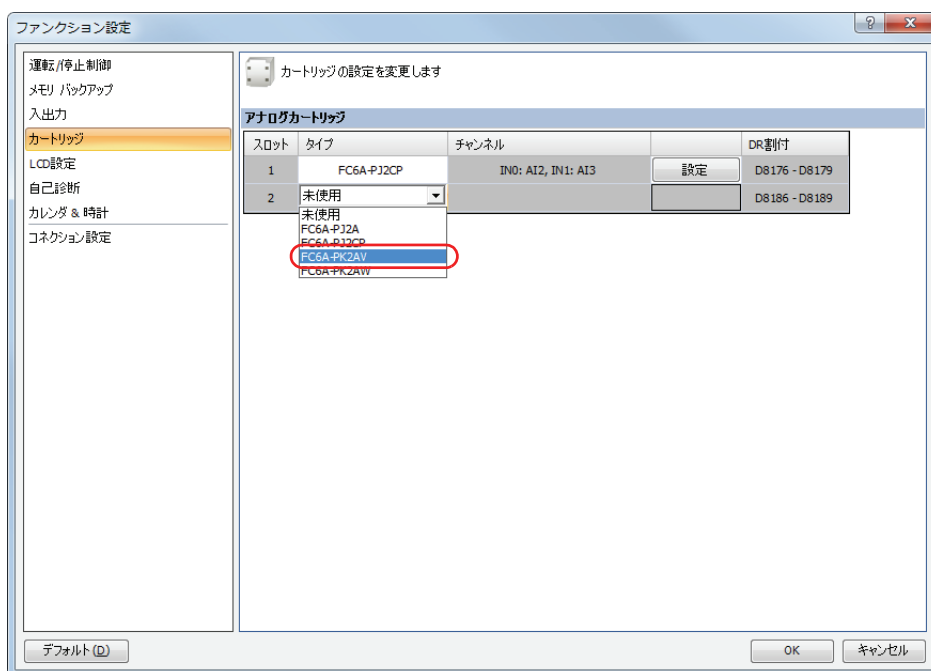 ファンクション設定
運転/停止制御
メモリ バックアップ
入出力
カートリッジ
LCD設定
自己診断
カレンダ & 時計
コネクション設定
カートリッジの設定を変更します
アナログカートリッジ
スロット タイプ チャンネル DR割付
1 FC6A-PJ2CP IN0: AI2, IN1: AI3 設定 D8176 - D8179
2 未使用 D8186 - D8189
未使用
FC6A-PJ2A
FC6A-PJ2CP
FC6A-PK2AV
FC6A-PK2AW
デフォルト(D) OK キャンセル